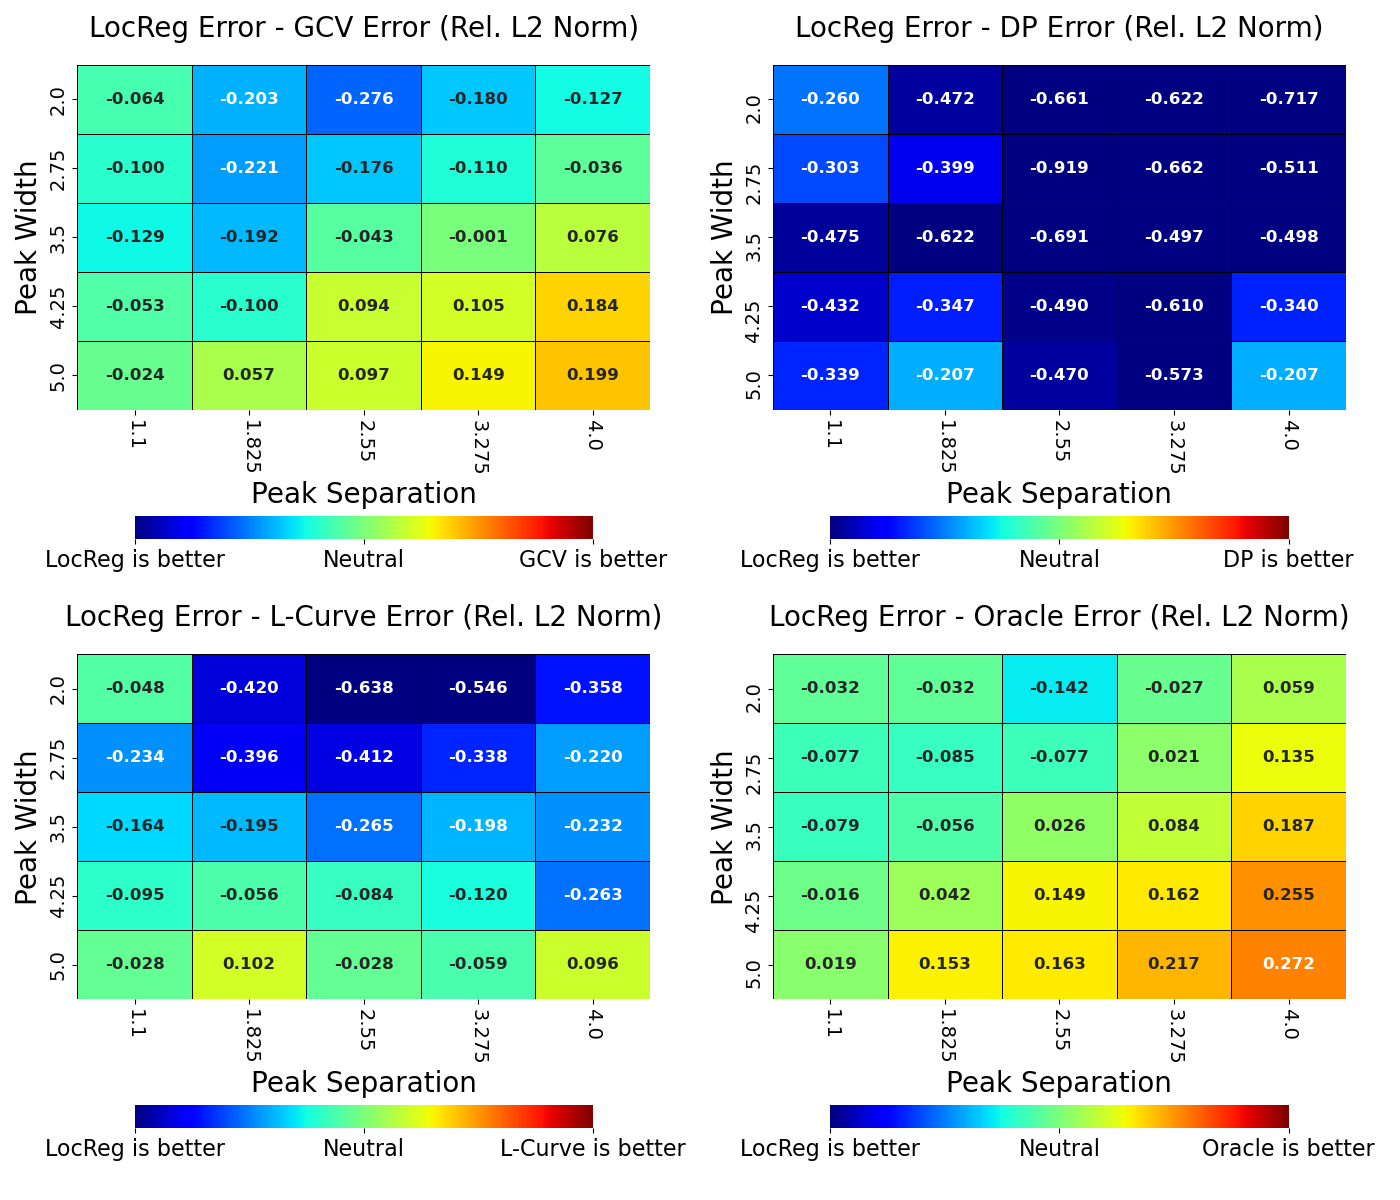 LocReg Error - GCV Error (Rel. L2 Norm)
Peak Width
2.0 -0.064 -0.203 -0.276 -0.180 -0.127
2.75 -0.100 -0.221 -0.176 -0.110 -0.036
3.5 -0.129 -0.192 -0.043 -0.001 0.076
4.25 -0.053 -0.100 0.094 0.105 0.184
5.0 -0.024 0.057 0.097 0.149 0.199
1.1 1.825 2.55 3.275 4.0
Peak Separation
LocReg is better Neutral GCV is better
LocReg Error - DP Error (Rel. L2 Norm)
Peak Width
2.0 -0.260 -0.472 -0.661 -0.622 -0.717
2.75 -0.303 -0.399 -0.919 -0.662 -0.511
3.5 -0.475 -0.622 -0.691 -0.497 -0.498
4.25 -0.432 -0.347 -0.490 -0.610 -0.340
5.0 -0.339 -0.207 -0.470 -0.573 -0.207
1.1 1.825 2.55 3.275 4.0
Peak Separation
LocReg is better Neutral DP is better
LocReg Error - L-Curve Error (Rel. L2 Norm)
Peak Width
2.0 -0.048 -0.420 -0.638 -0.546 -0.358
2.75 -0.234 -0.396 -0.412 -0.338 -0.220
3.5 -0.164 -0.195 -0.265 -0.198 -0.232
4.25 -0.095 -0.056 -0.084 -0.120 -0.263
5.0 -0.028 0.102 -0.028 -0.059 0.096
1.1 1.825 2.55 3.275 4.0
Peak Separation
LocReg is better Neutral L-Curve is better
LocReg Error - Oracle Error (Rel. L2 Norm)
Peak Width
2.0 -0.032 -0.032 -0.142 -0.027 0.059
2.75 -0.077 -0.085 -0.077 0.021 0.135
3.5 -0.079 -0.056 0.026 0.084 0.187
4.25 -0.016 0.042 0.149 0.162 0.255
5.0 0.019 0.153 0.163 0.217 0.272
1.1 1.825 2.55 3.275 4.0
Peak Separation
LocReg is better Neutral Oracle is better